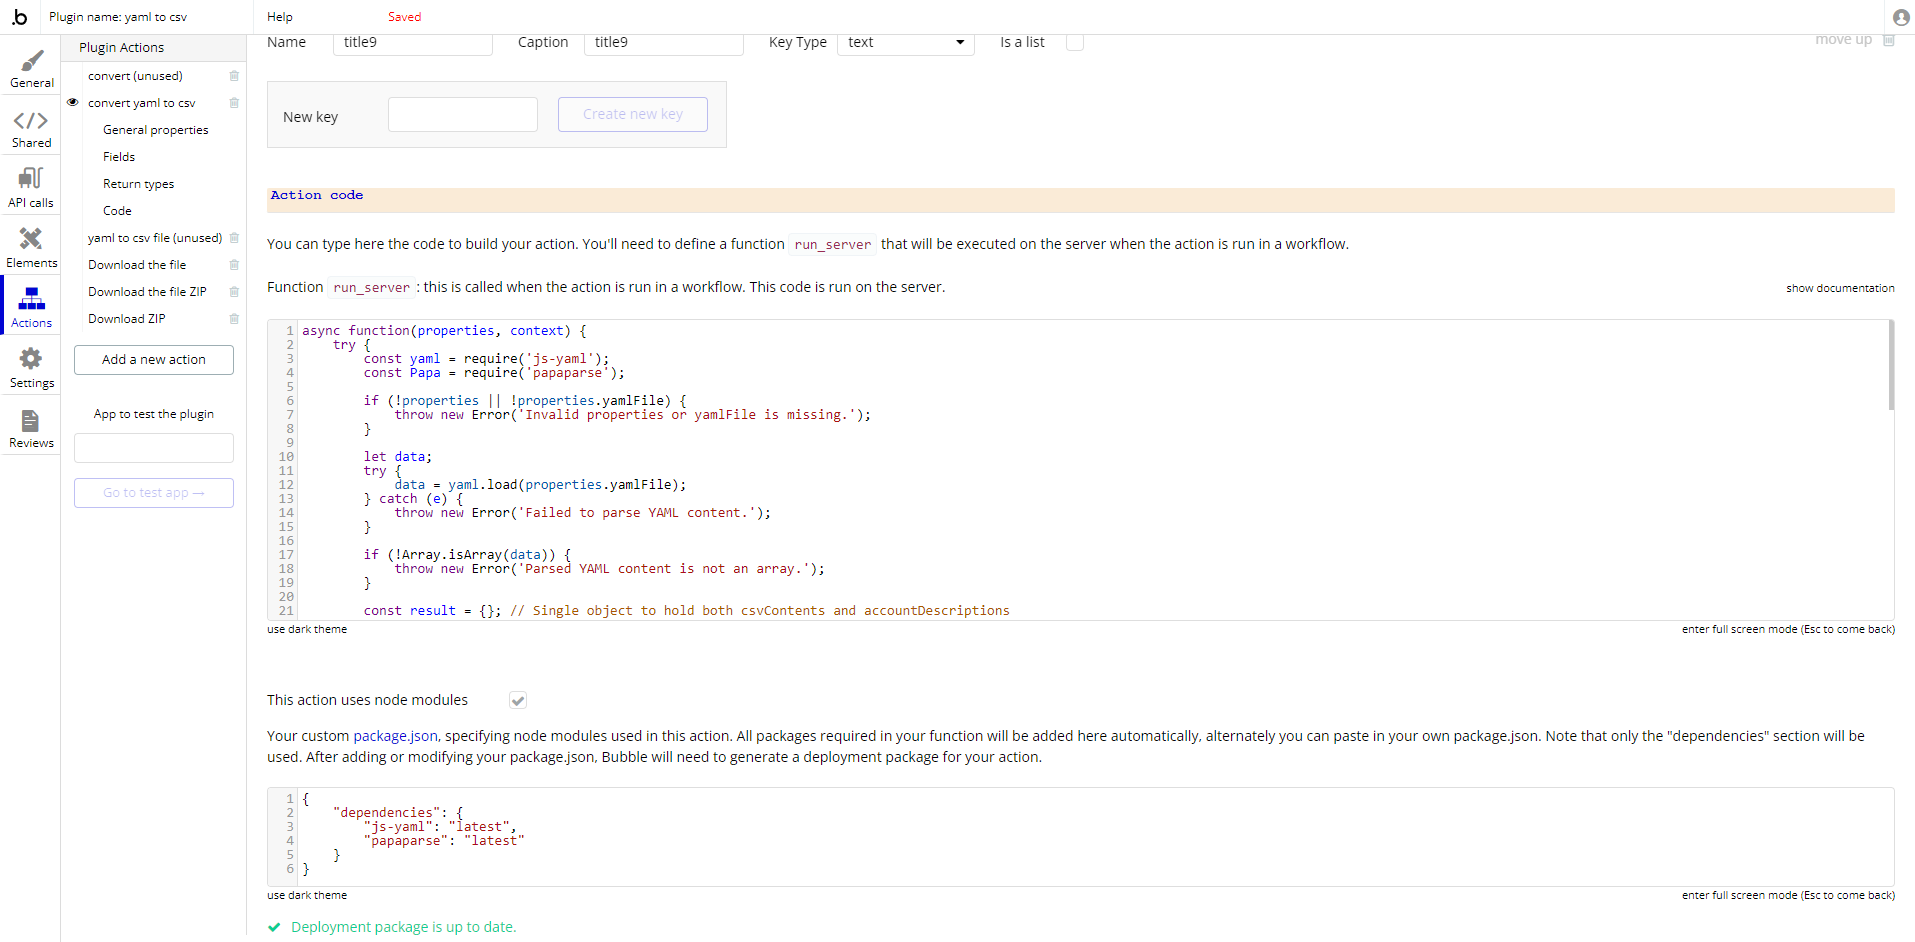 .b Plugin name: yaml to csv Help Saved
General
Shared
API calls
Elements
Actions
Settings
Reviews
Plugin Actions
convert (unused)
convert yaml to csv
General properties
Fields
Return types
Code
yaml to csv file (unused)
Download the file
Download the file ZIP
Download ZIP
Add a new action
App to test the plugin
Go to test app →
Name title9 Caption title9 Key Type text Is a list move up
New key Create new key
Action code
You can type here the code to build your action. You'll need to define a function run_server that will be executed on the server when the action is run in a workflow.
Function run_server : this is called when the action is run in a workflow. This code is run on the server. show documentation
1 async function(properties, context) {
2 try {
3 const yaml = require('js-yaml');
4 const Papa = require('papaparse');
5
6 if (!properties || !properties.yamlFile) {
7 throw new Error('Invalid properties or yamlFile is missing.');
8 }
9
10 let data;
11 try {
12 data = yaml.load(properties.yamlFile);
13 } catch (e) {
14 throw new Error('Failed to parse YAML content.');
15 }
16
17 if (!Array.isArray(data)) {
18 throw new Error('Parsed YAML content is not an array.');
19 }
20
21 const result = {}; // Single object to hold both csvContents and accountDescriptions
use dark theme enter full screen mode (Esc to come back)
This action uses node modules
Your custom package.json, specifying node modules used in this action. All packages required in your function will be added here automatically, alternately you can paste in your own package.json. Note that only the "dependencies" section will be
used. After adding or modifying your package.json, Bubble will need to generate a deployment package for your action.
1 {
2 "dependencies": {
3 "js-yaml": "latest",
4 "papaparse": "latest"
5 }
6 }
use dark theme enter full screen mode (Esc to come back)
Deployment package is up to date.